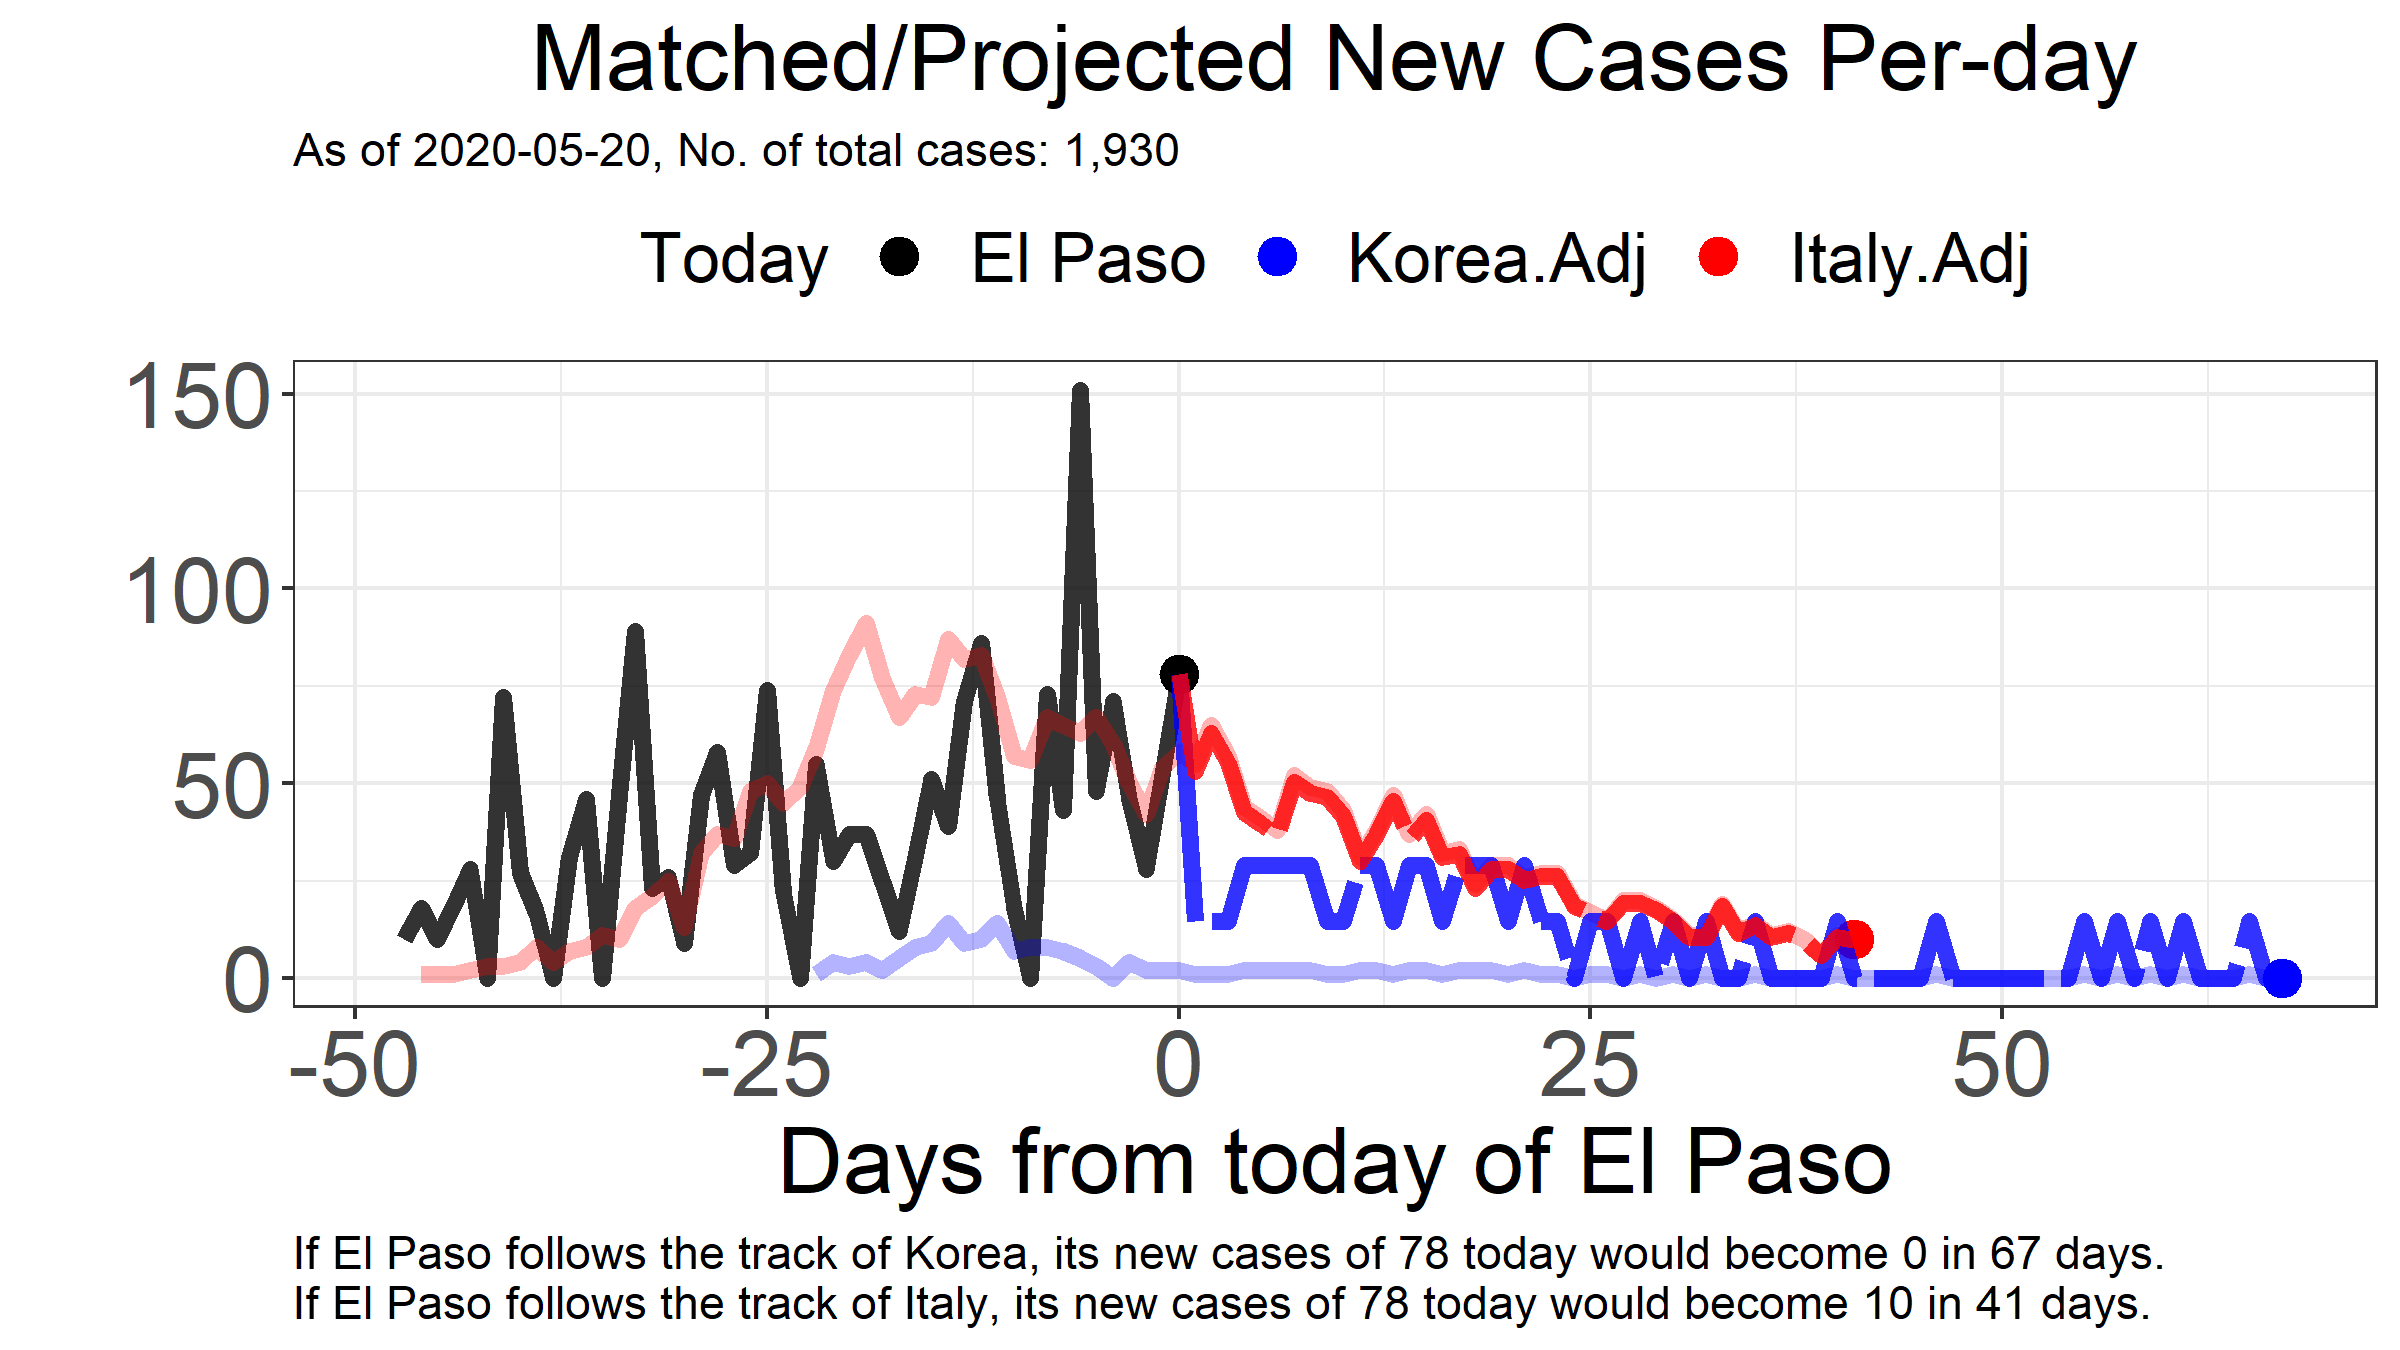 Matched/Projected New Cases Per-day
As of 2020-05-20, No. of total cases: 1,930
Today El Paso Korea.Adj Italy.Adj
150
100
50
0
-50 -25 0 25 50
Days from today of El Paso
If El Paso follows the track of Korea, its new cases of 78 today would become 0 in 67 days.
If El Paso follows the track of Italy, its new cases of 78 today would become 10 in 41 days.